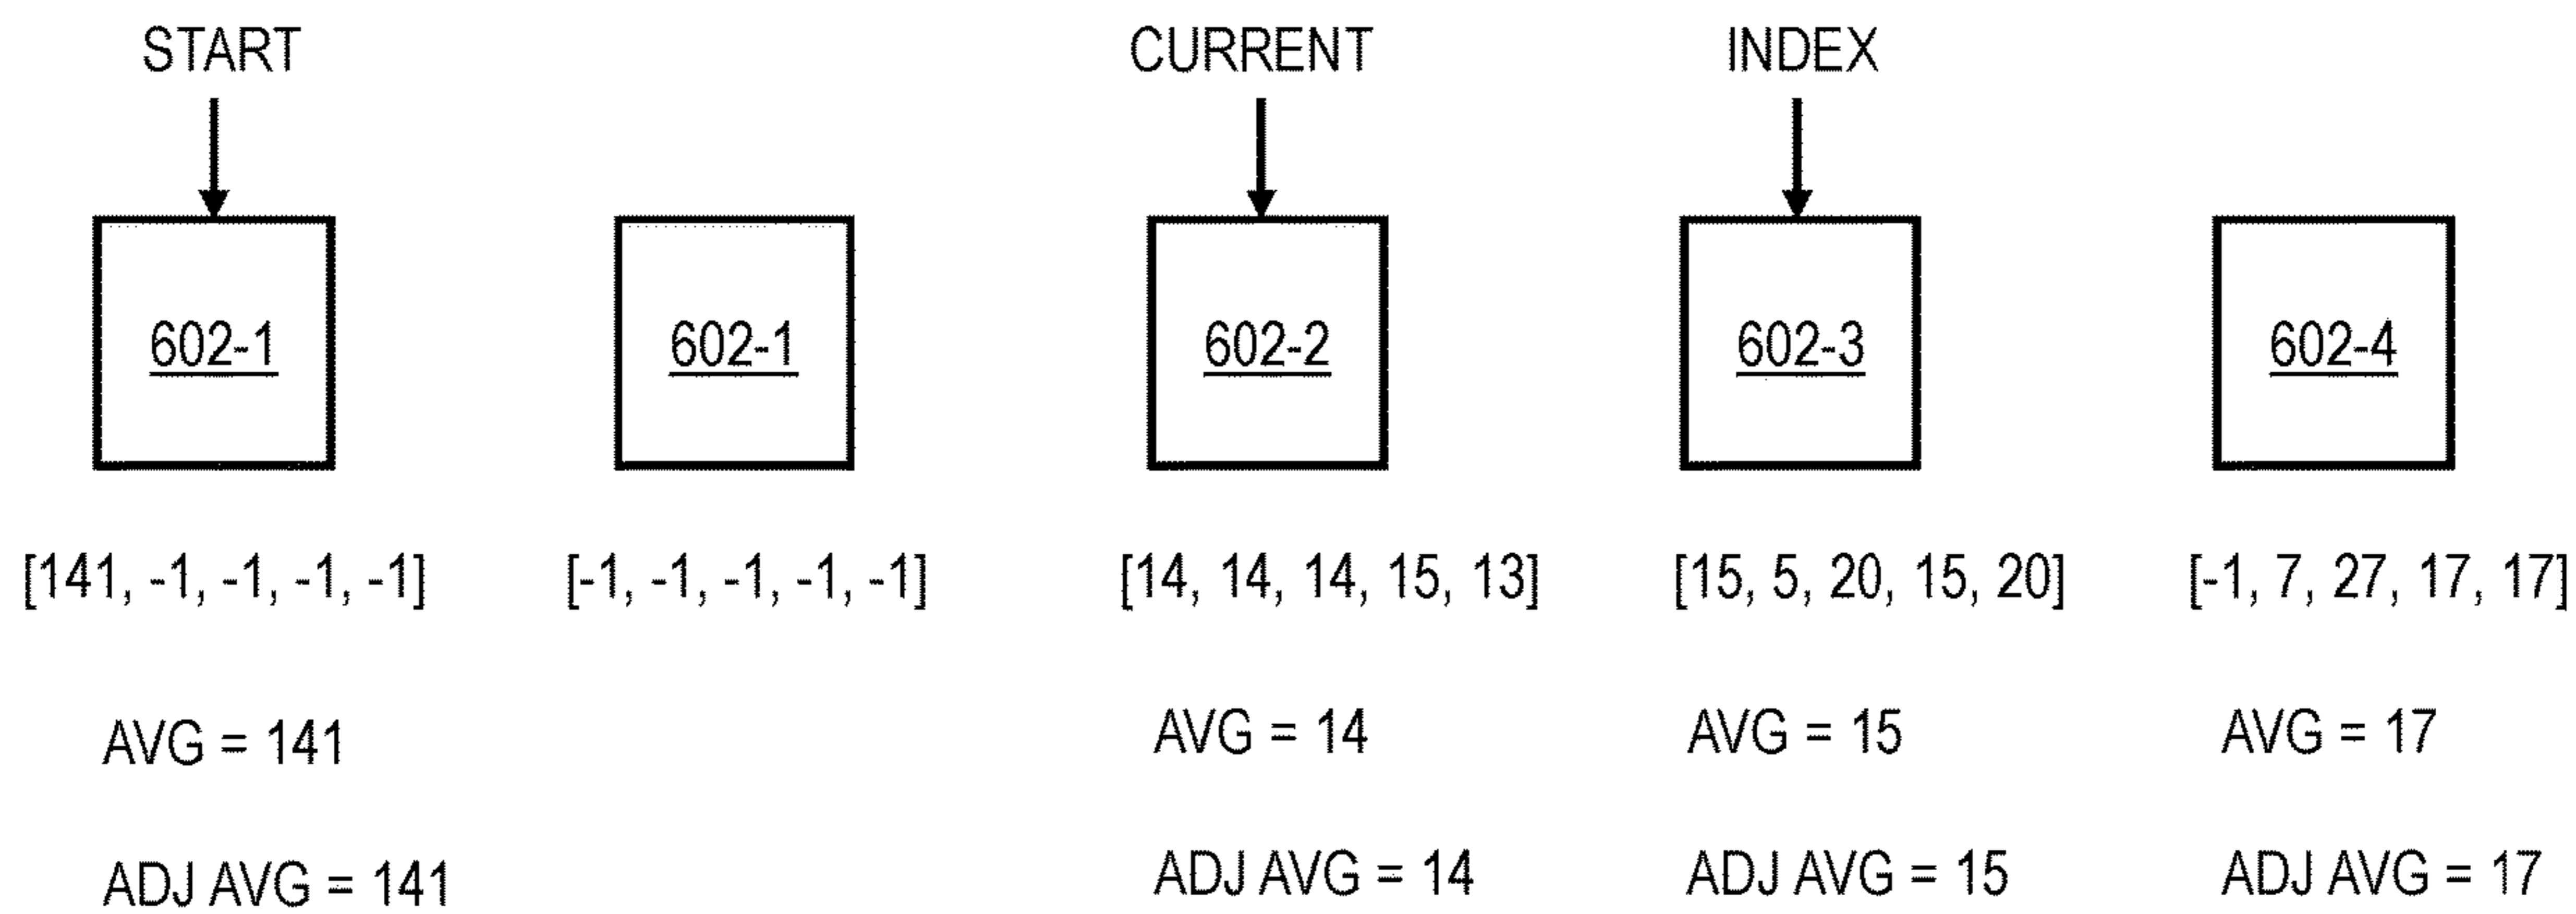 START CURRENT INDEX
602-1 602-1 602-2 602-3 602-4
[141, -1, -1, -1, -1] [-1, -1, -1, -1, -1] [14, 14, 14, 15, 13] [15, 5, 20, 15, 20] [-1, 7, 27, 17, 17]
AVG = 141 AVG = 14 AVG = 15 AVG = 17
ADJ AVG = 141 ADJ AVG = 14 ADJ AVG = 15 ADJ AVG = 17